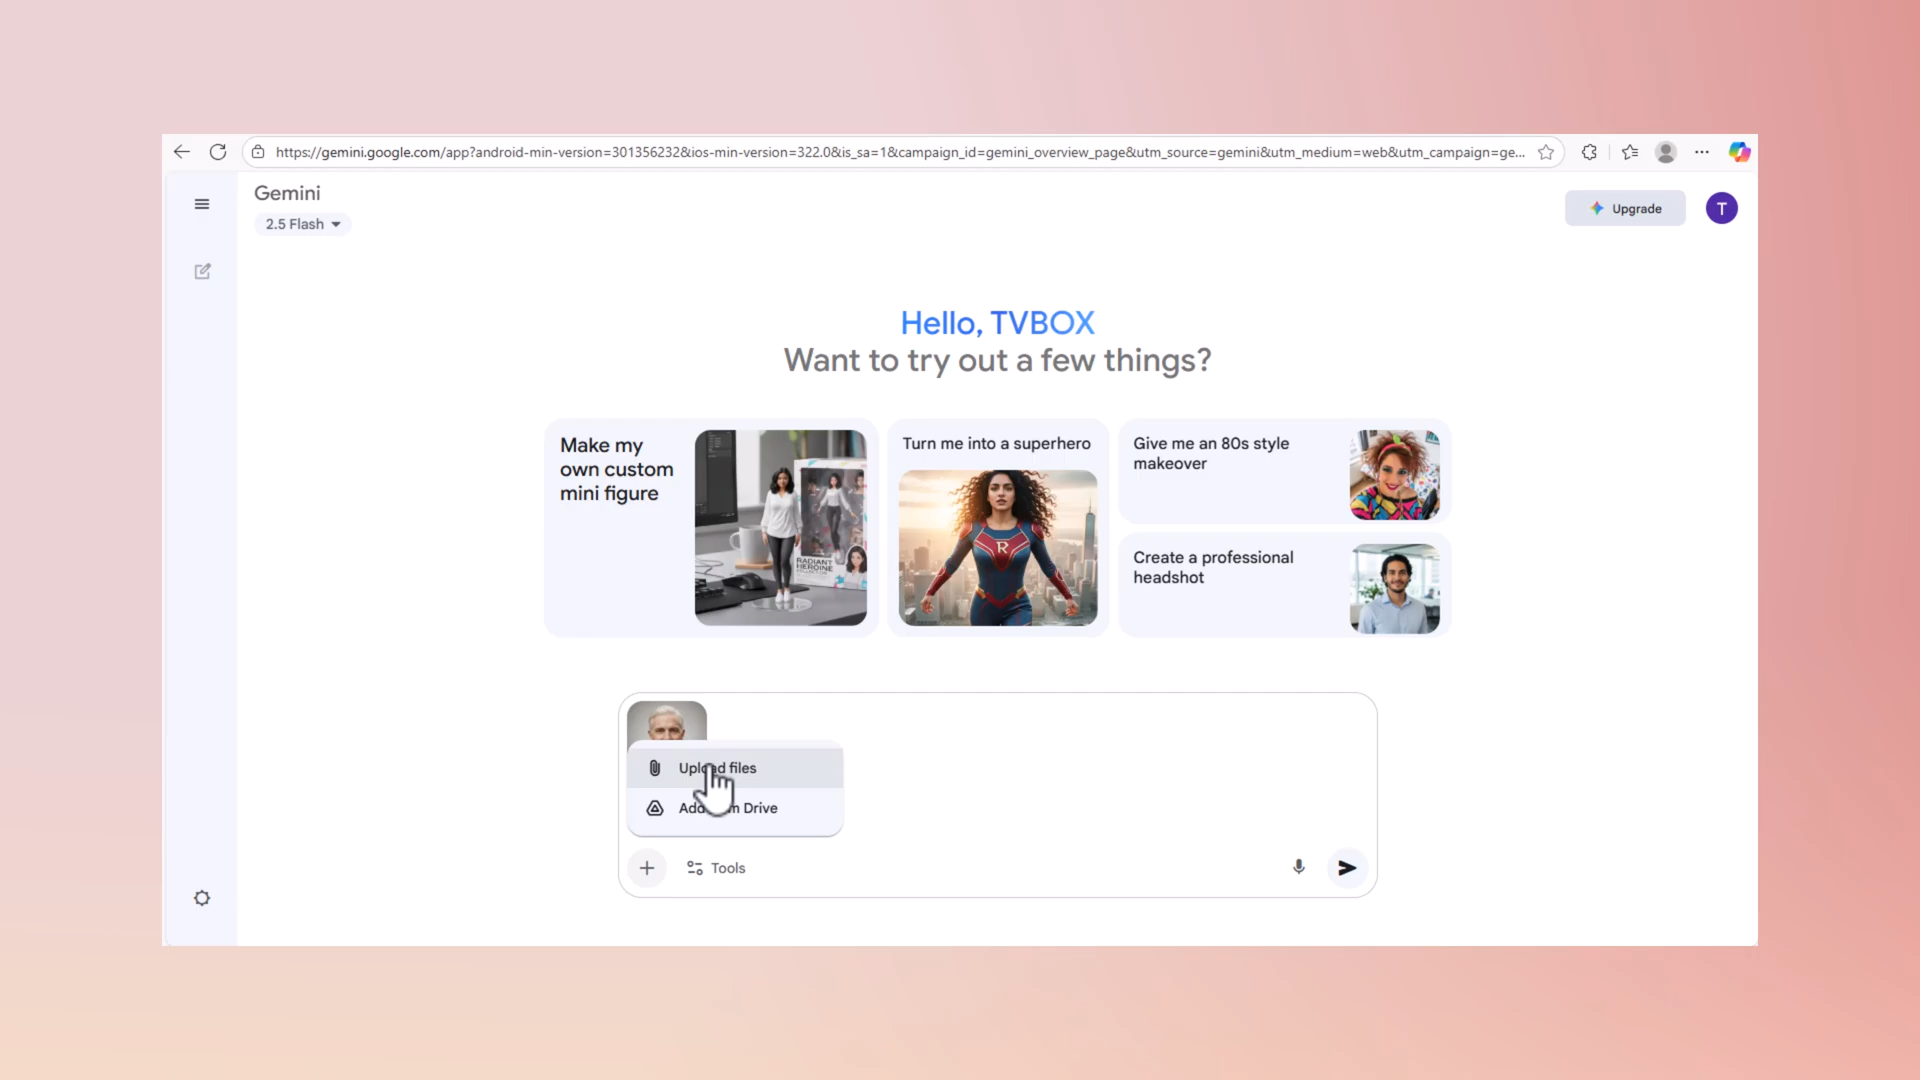 https://gemini.google.com/app?android-min-version=301356232&ios-min-version=322.0&is_sa=1&campaign_id=gemini_overview_page&utm_source=gemini&utm_medium=web&utm_campaign=ge...
Gemini
2.5 Flash
Upgrade
T
Hello, TVBOX
Want to try out a few things?
Make my
own custom
mini figure
RADIANT
HEROINE
Turn me into a superhero
R
Give me an 80s style
makeover
Create a professional
headshot
Upload files
Drive
Tools